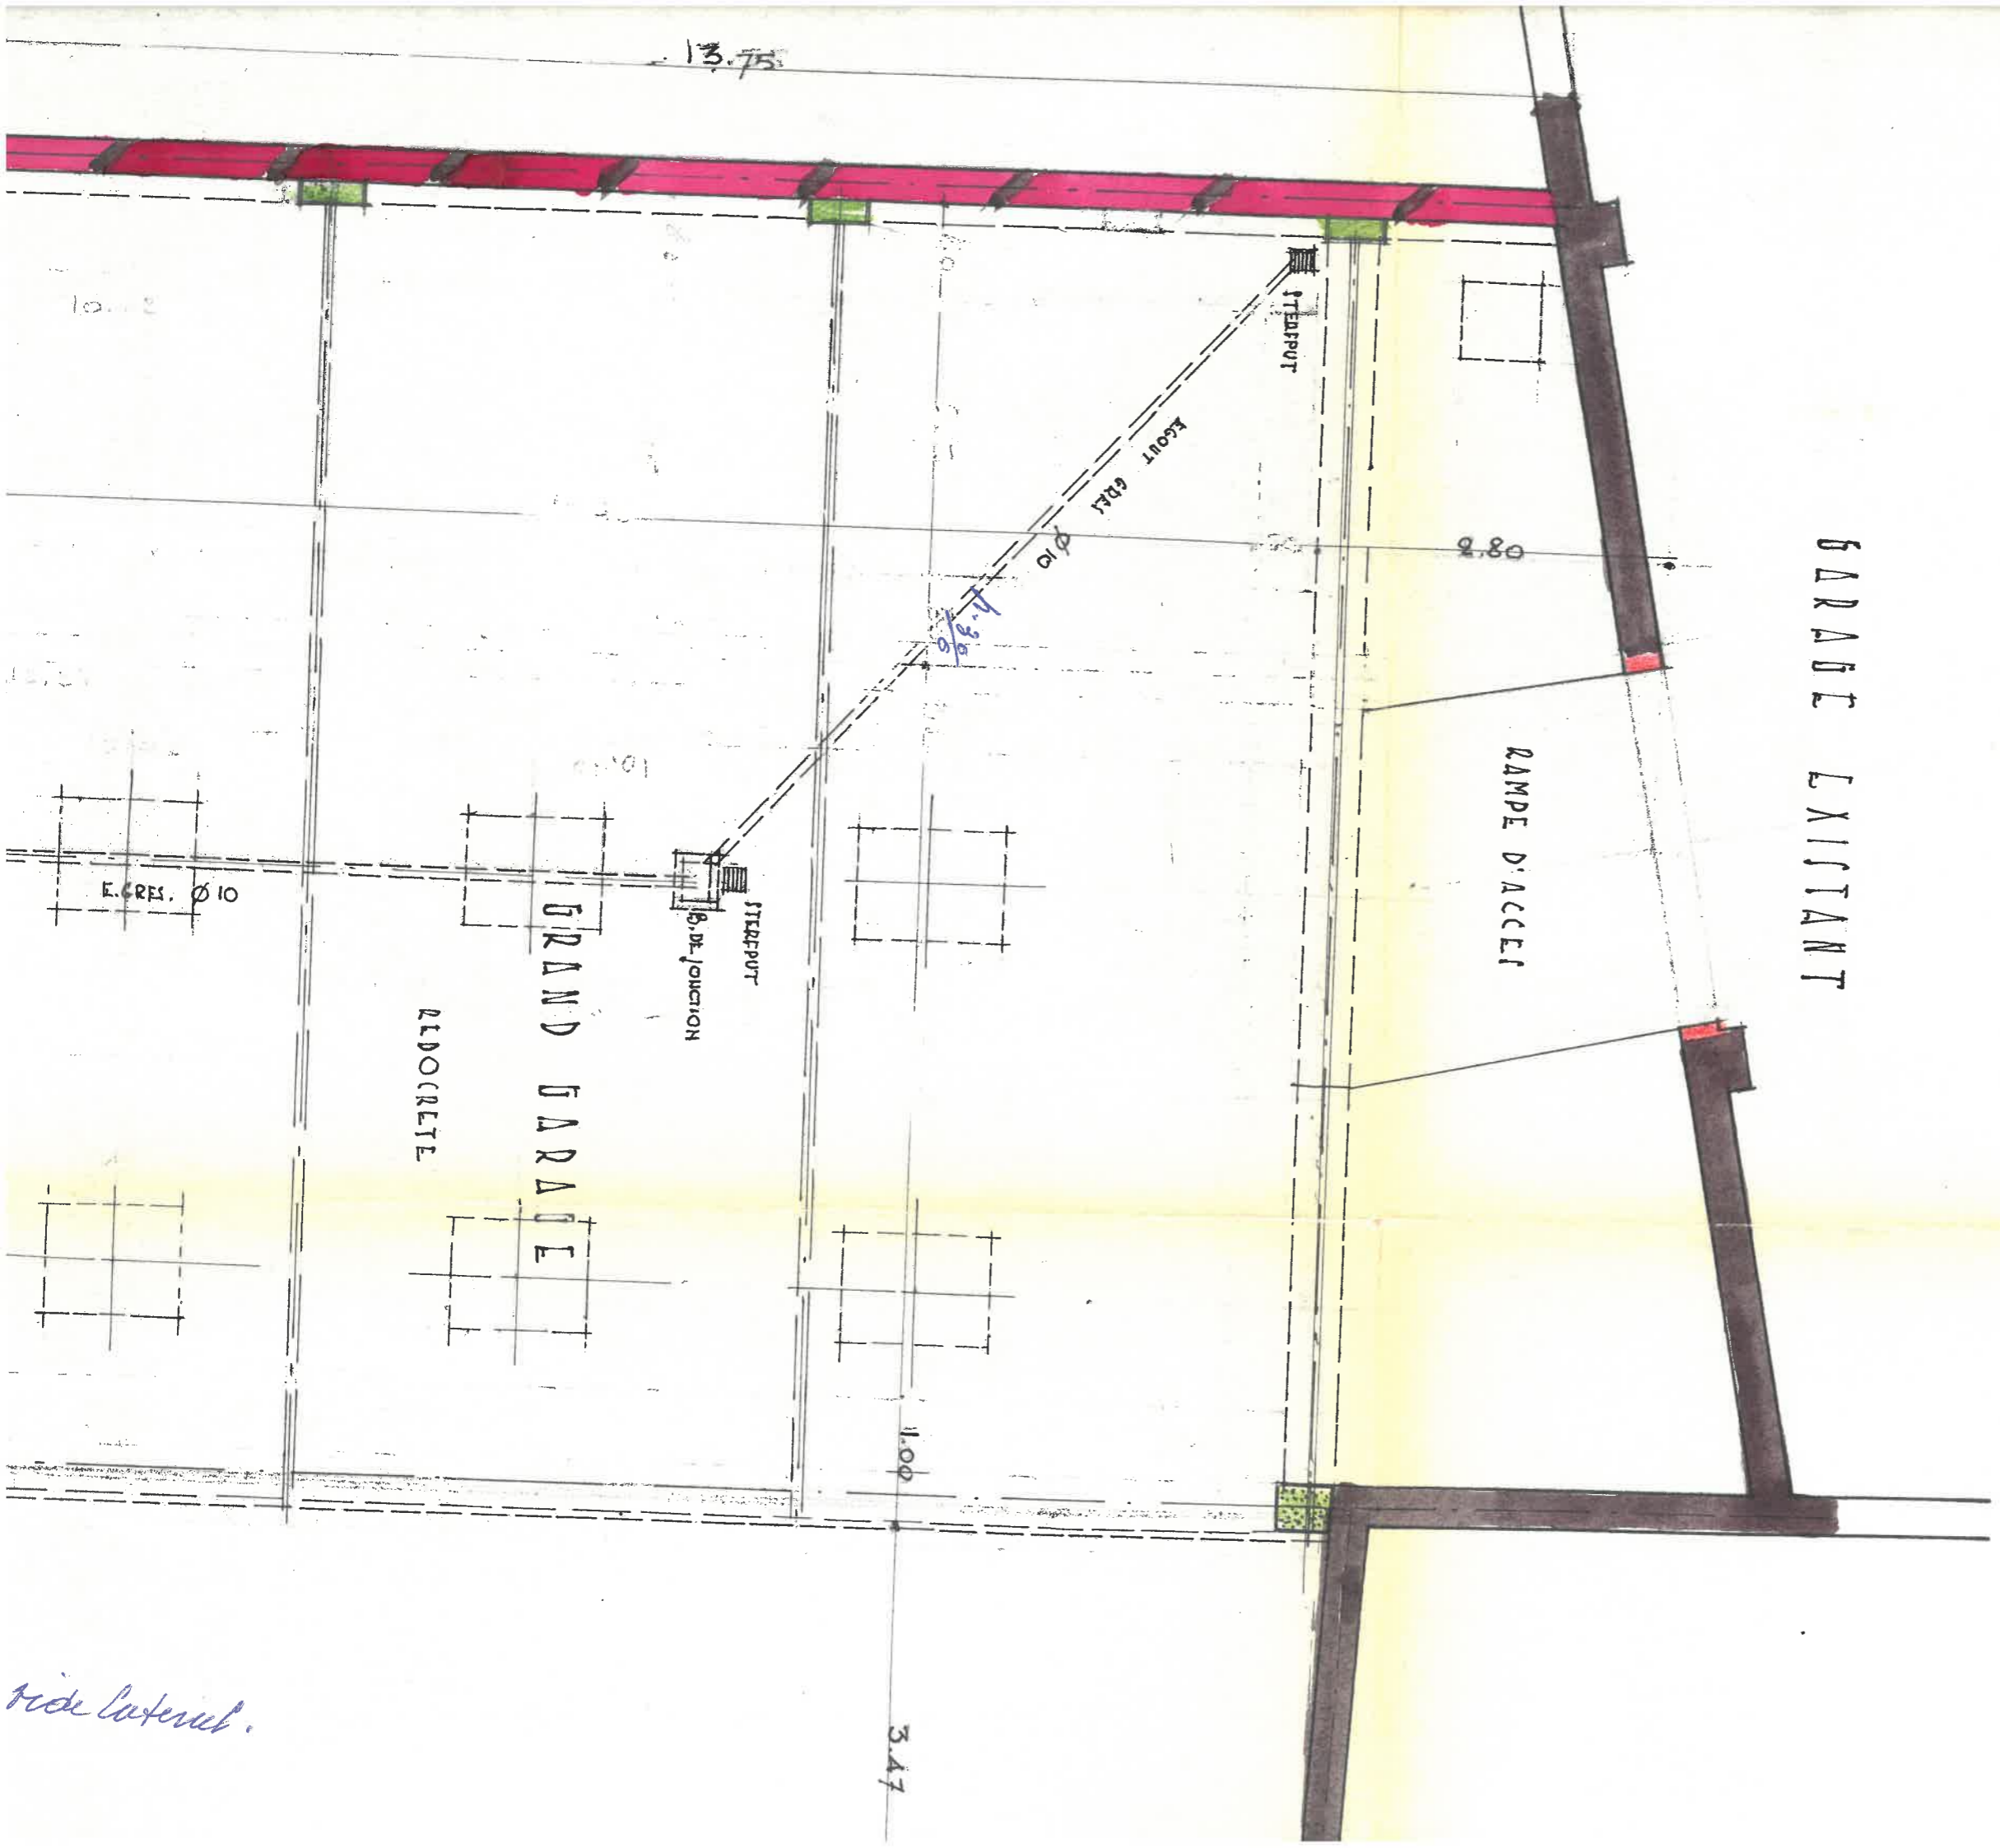 13.75
STERFPUT
EGOUT GRES
Ø10
2.80
GARAGE EXISTANT
RAMPE D'ACCES
E.GRES. Ø10
STERFPUT
B. DE JONCTION
GRAND GARAGE
REDOCRETE
1.00
3.47
vide lateral.